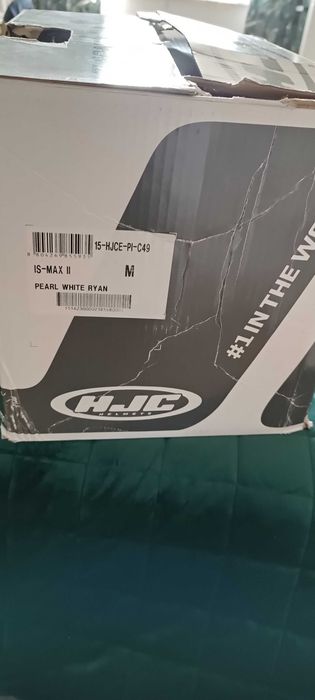 15-HJCE-PI-C49
IS-MAX II M
PEARL WHITE RYAN
#1 IN THE
HJC
HELMETS